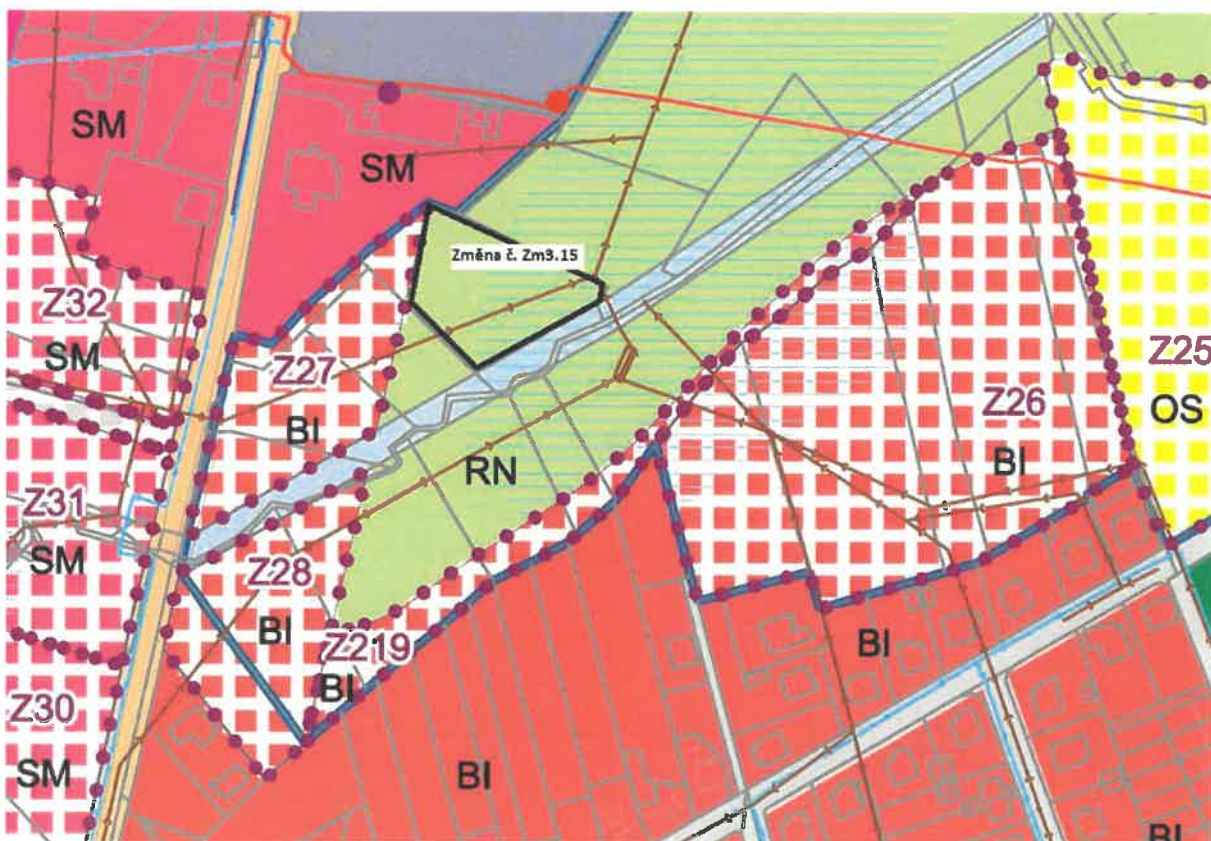 SM
SM
Změna č. Zm3.15
Z32
SM
Z27
BI
Z25
OS
Z26
BI
RN
Z31
SM
Z28
BI
Z219
BI
BI
Z30
SM
BI
BI